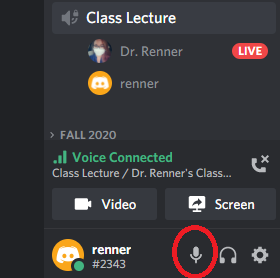 Class Lecture
Dr. Renner LIVE
renner
FALL 2020
Voice Connected
Class Lecture / Dr. Renner's Class...
Video Screen
renner
#2343